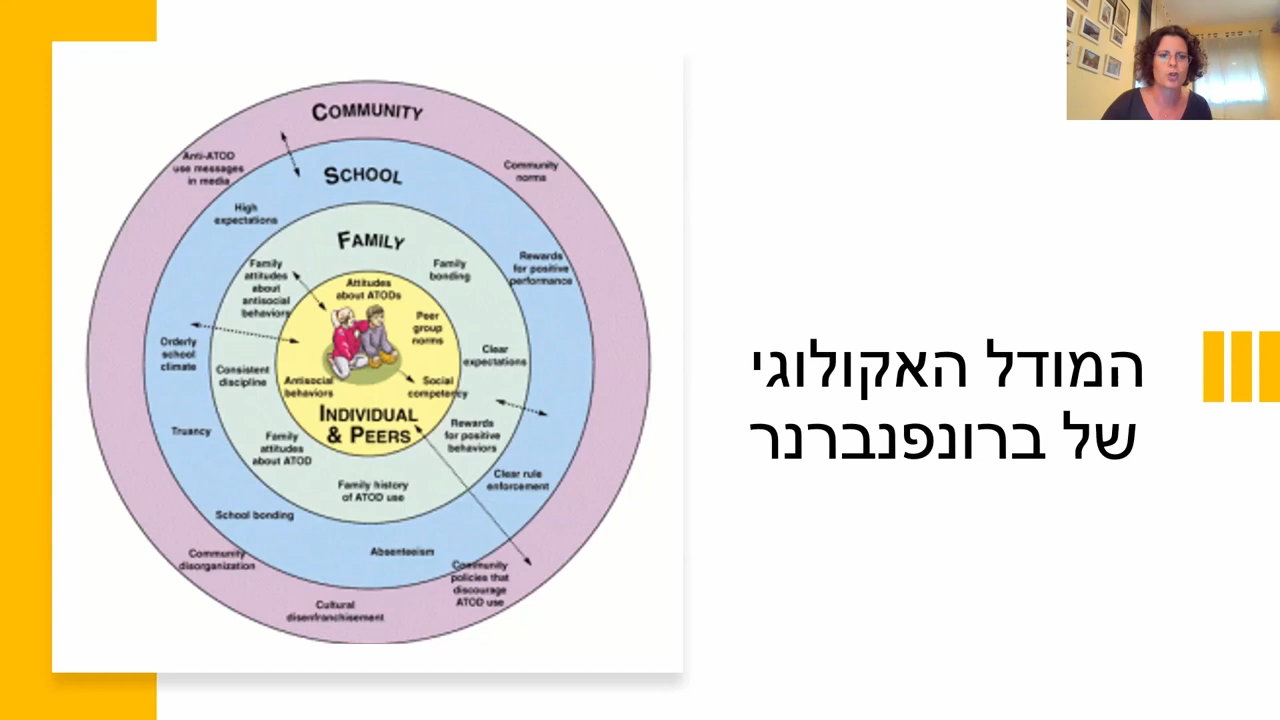 COMMUNITY
Anti-ATOD
use messages
in media
Community
norms
SCHOOL
High
expectations
Rewards
for positive
performance
FAMILY
Family
attitudes
about
antisocial
behaviors
Family
bonding
Attitudes
about ATODs
Peer
group
norms
Orderly
school
climate
Consistent
discipline
Clear
expectations
Antisocial
behaviors
Social
competency
INDIVIDUAL
& PEERS
Truancy
Family
attitudes
about ATOD
Rewards
for positive
behaviors
Family history
of ATOD use
Clear rule
enforcement
School bonding
Absenteeism
Community
disorganization
Community
policies that
discourage
ATOD use
Cultural
disenfranchisement
המודל האקולוגי
של ברונפנברנר